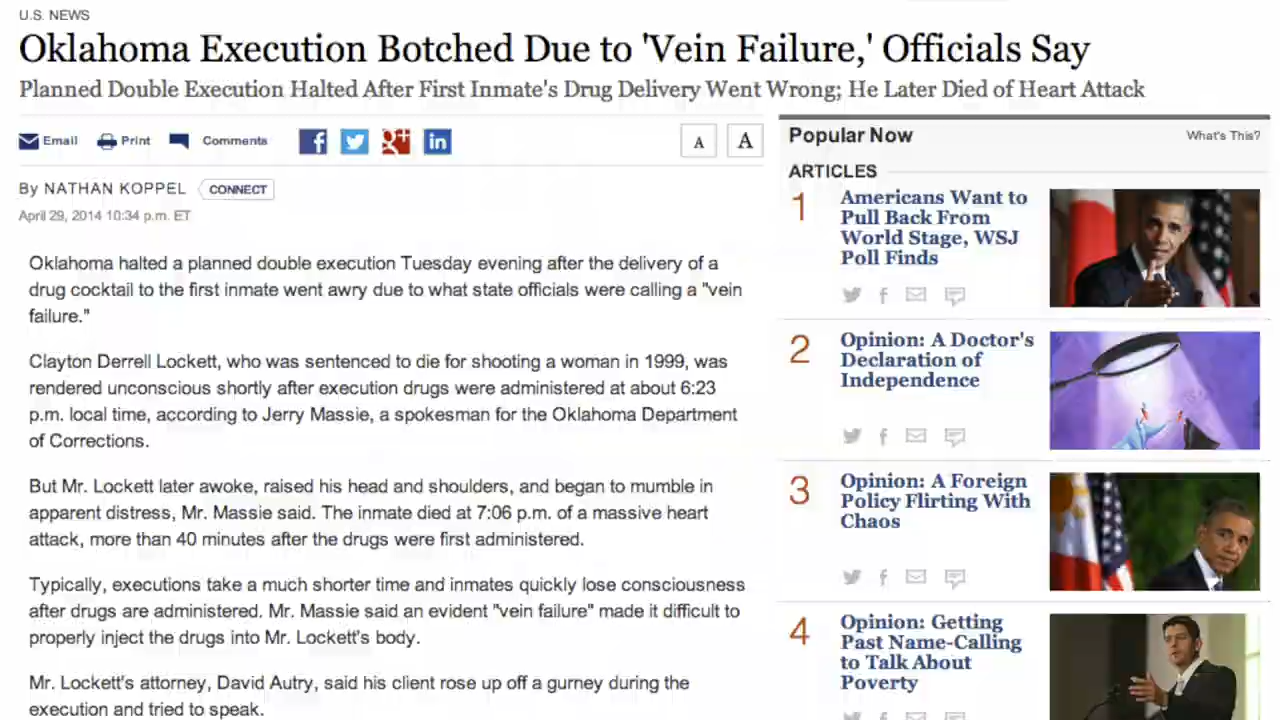 U.S. NEWS
Oklahoma Execution Botched Due to 'Vein Failure,' Officials Say
Planned Double Execution Halted After First Inmate's Drug Delivery Went Wrong; He Later Died of Heart Attack
Email Print Comments f g+ in A A
By NATHAN KOPPEL CONNECT
April 29, 2014 10:34 p.m. ET
Oklahoma halted a planned double execution Tuesday evening after the delivery of a
drug cocktail to the first inmate went awry due to what state officials were calling a "vein
failure."
Clayton Derrell Lockett, who was sentenced to die for shooting a woman in 1999, was
rendered unconscious shortly after execution drugs were administered at about 6:23
p.m. local time, according to Jerry Massie, a spokesman for the Oklahoma Department
of Corrections.
But Mr. Lockett later awoke, raised his head and shoulders, and began to mumble in
apparent distress, Mr. Massie said. The inmate died at 7:06 p.m. of a massive heart
attack, more than 40 minutes after the drugs were first administered.
Typically, executions take a much shorter time and inmates quickly lose consciousness
after drugs are administered. Mr. Massie said an evident "vein failure" made it difficult to
properly inject the drugs into Mr. Lockett's body.
Mr. Lockett's attorney, David Autry, said his client rose up off a gurney during the
execution and tried to speak.
Popular Now What's This?
ARTICLES
1 Americans Want to
Pull Back From
World Stage, WSJ
Poll Finds
2 Opinion: A Doctor's
Declaration of
Independence
3 Opinion: A Foreign
Policy Flirting With
Chaos
4 Opinion: Getting
Past Name-Calling
to Talk About
Poverty